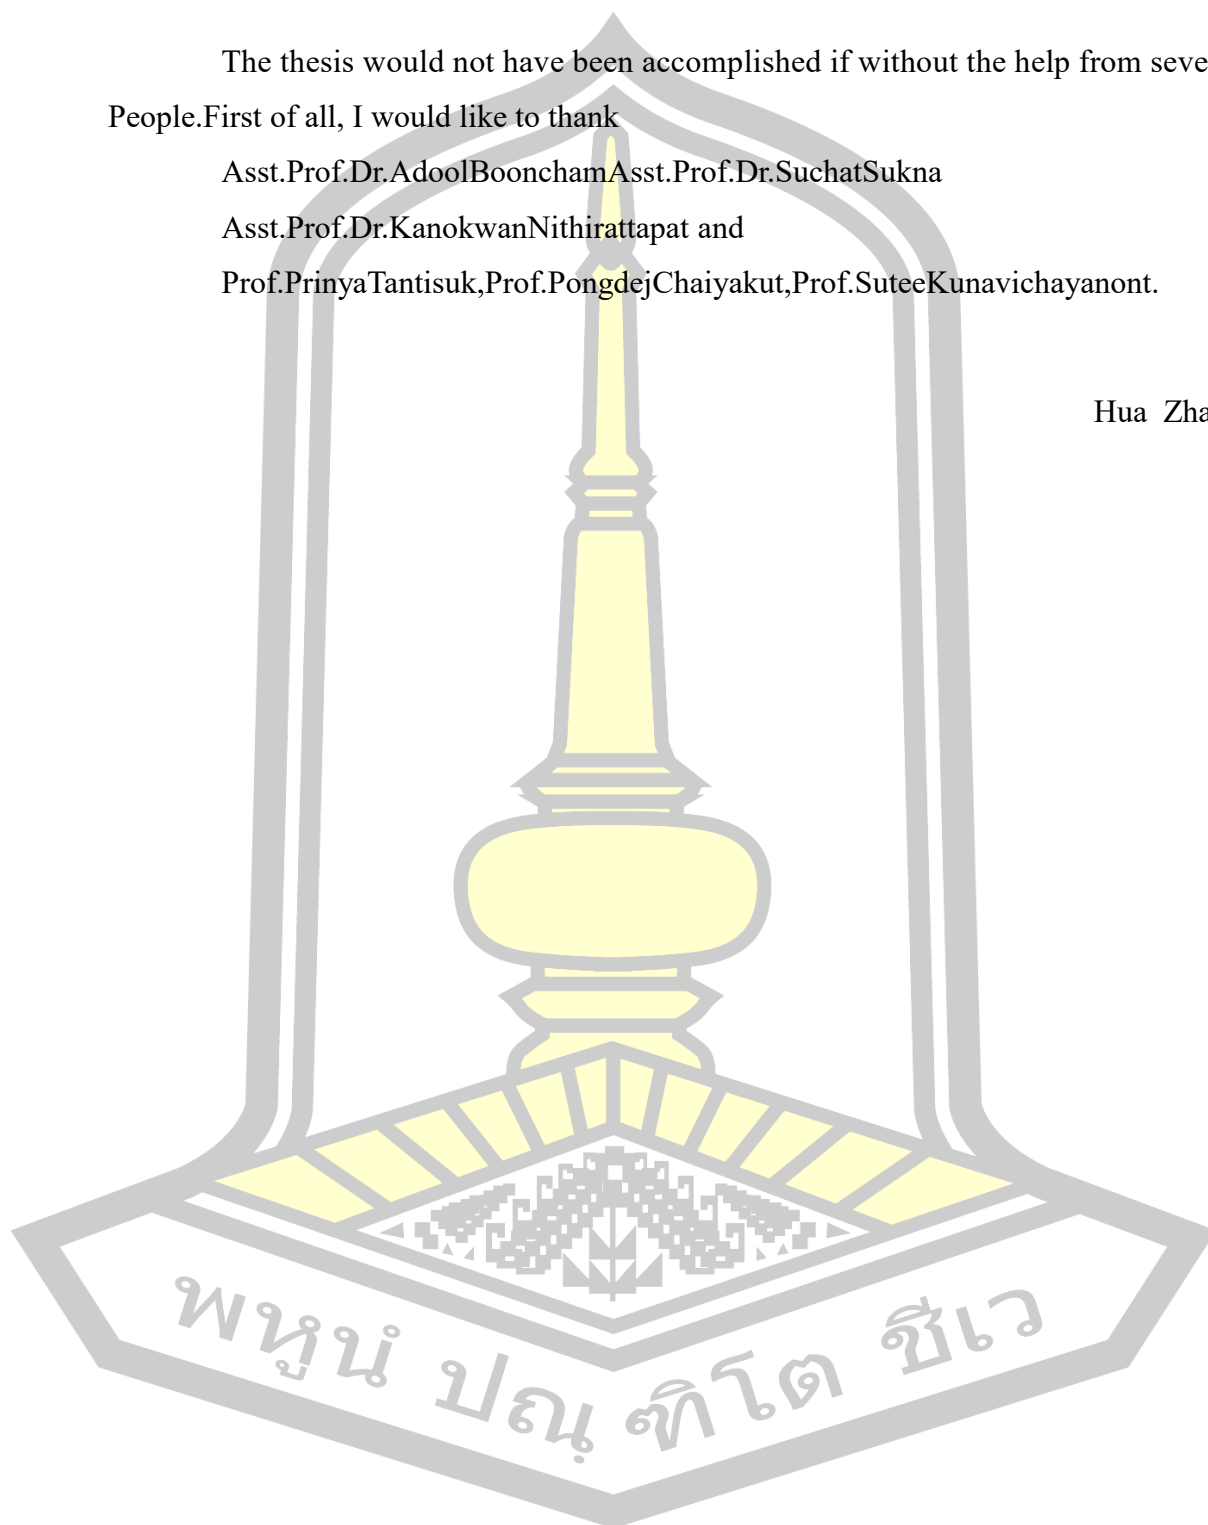 The thesis would not have been accomplished if without the help from seve
People.First of all, I would like to thank
Asst.Prof.Dr.AdoolBoonchamAsst.Prof.Dr.SuchatSukna
Asst.Prof.Dr.KanokwanNithirattapat and
Prof.PrinyaTantisuk,Prof.PongdejChaiyakut,Prof.SuteeKunavichayanont.
Hua Zha
พหูนํ ปณฺฑิโต ชีเว